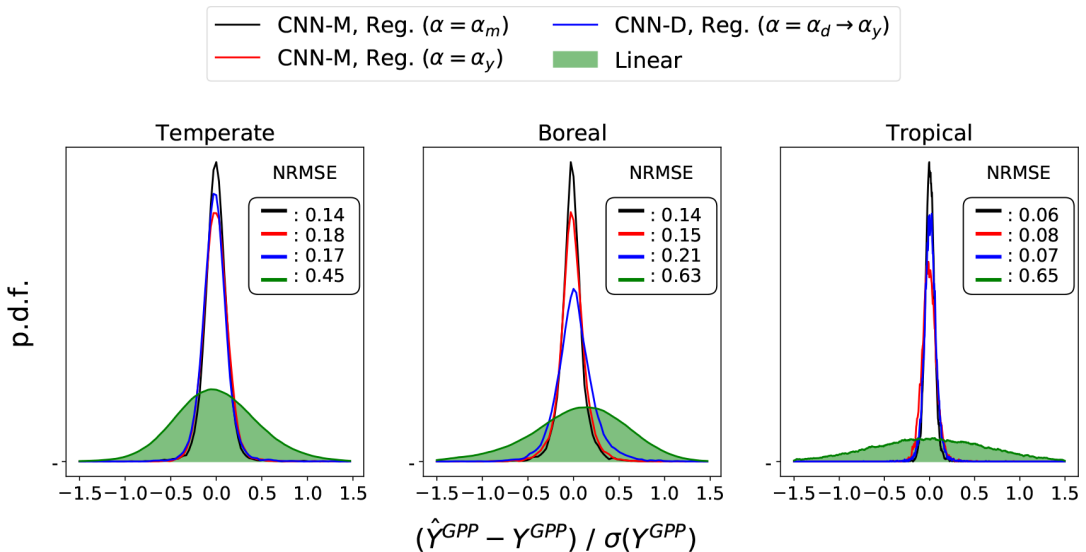 CNN-M, Reg. (α = αm)
CNN-M, Reg. (α = αy)
CNN-D, Reg. (α = αd → αy)
Linear
Temperate
Boreal
Tropical
p.d.f.
NRMSE
: 0.14
: 0.18
: 0.17
: 0.45
NRMSE
: 0.14
: 0.15
: 0.21
: 0.63
NRMSE
: 0.06
: 0.08
: 0.07
: 0.65
-
-
-
−1.5 −1.0 −0.5 0.0 0.5 1.0 1.5
−1.5 −1.0 −0.5 0.0 0.5 1.0 1.5
−1.5 −1.0 −0.5 0.0 0.5 1.0 1.5
(Ŷ^GPP − Y^GPP) / σ(Y^GPP)